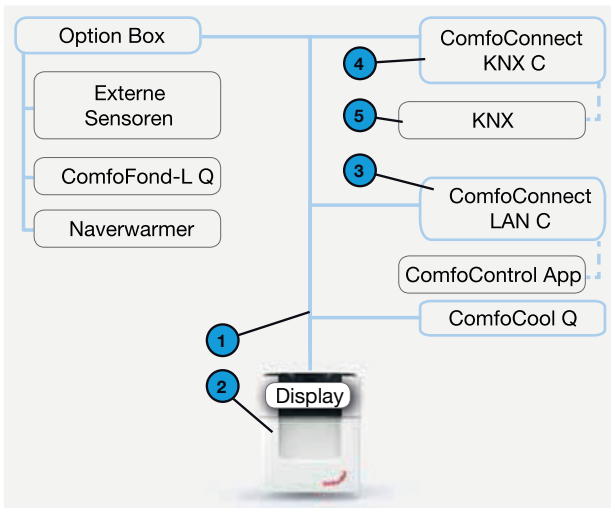 Option Box
ComfoConnect
KNX C
4
Externe
Sensoren
5
KNX
ComfoFond-L Q
3
ComfoConnect
LAN C
Naverwarmer
ComfoControl App
ComfoCool Q
1
2
Display